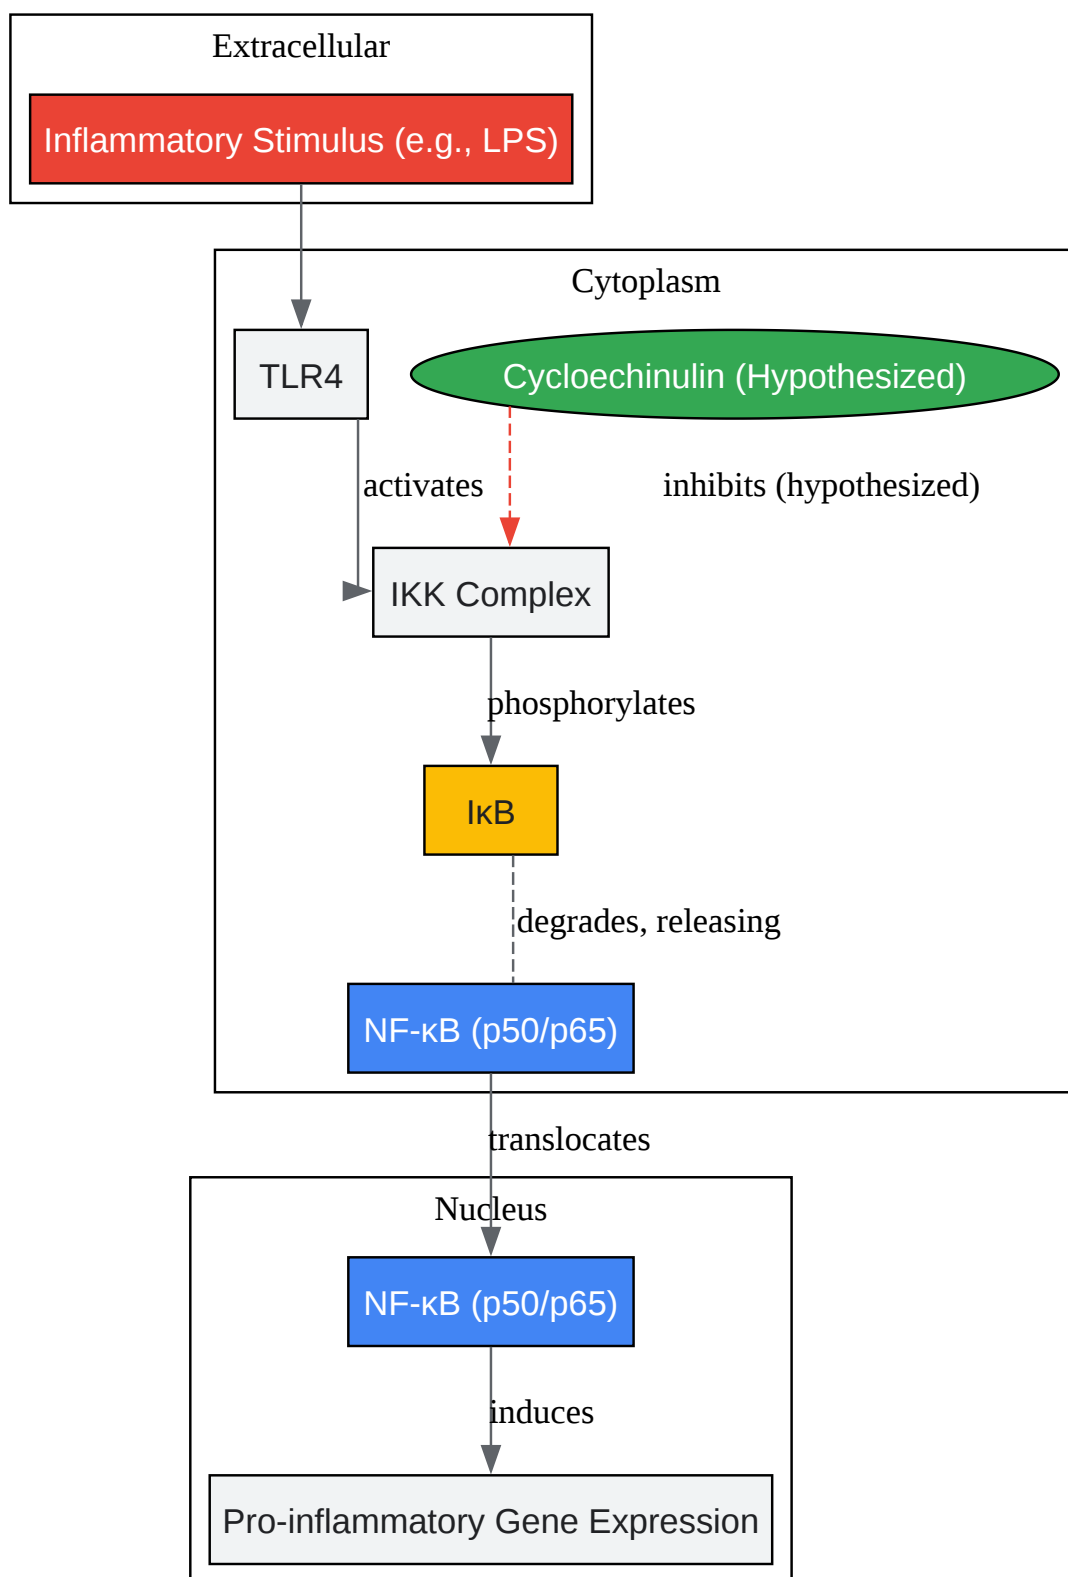 Extracellular
Inflammatory Stimulus (e.g., LPS)
Cytoplasm
TLR4
Cycloechinulin (Hypothesized)
activates
inhibits (hypothesized)
IKK Complex
phosphorylates
IκB
degrades, releasing
NF-κB (p50/p65)
translocates
Nucleus
NF-κB (p50/p65)
induces
Pro-inflammatory Gene Expression